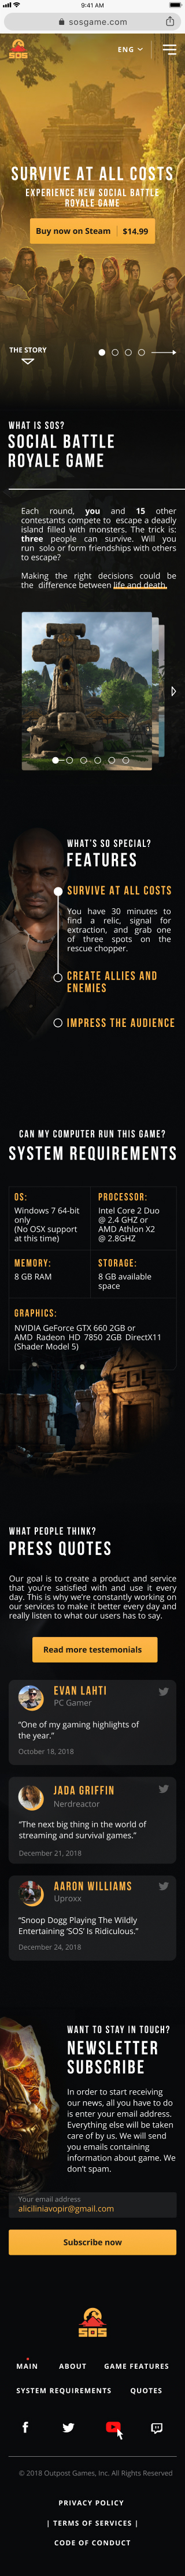 9:41 AM
sosgame.com
SOS
ENG
SURVIVE AT ALL COSTS
EXPERIENCE NEW SOCIAL BATTLE
ROYALE GAME
Buy now on Steam | $14.99
THE STORY
WHAT IS SOS?
SOCIAL BATTLE
ROYALE GAME
Each round, you and 15 other
contestants compete to escape a deadly
island filled with monsters. The trick is:
three people can survive. Will you
run solo or form friendships with others
to escape?
Making the right decisions could be
the difference between life and death.
WHAT'S SO SPECIAL?
FEATURES
SURVIVE AT ALL COSTS
You have 30 minutes to
find a relic, signal for
extraction, and grab one
of three spots on the
rescue chopper.
CREATE ALLIES AND
ENEMIES
IMPRESS THE AUDIENCE
CAN MY COMPUTER RUN THIS GAME?
SYSTEM REQUIREMENTS
OS:
Windows 7 64-bit
only
(No OSX support
at this time)
PROCESSOR:
Intel Core 2 Duo
@ 2,4 GHZ or
AMD Athlon X2
@ 2.8GHZ
MEMORY:
8 GB RAM
STORAGE:
8 GB available
space
GRAPHICS:
NVIDIA GeForce GTX 660 2GB or
AMD Radeon HD 7850 2GB DirectX11
(Shader Model 5)
SOS
WHAT PEOPLE THINK?
PRESS QUOTES
Our goal is to create a product and service
that you're satisfied with and use it every
day. This is why we're constantly working on
our services to make it better every day and
really listen to what our users has to say.
Read more testemonials
EVAN LAHTI
PC Gamer
"One of my gaming highlights of
the year."
October 18, 2018
JADA GRIFFIN
Nerdreactor
"The next big thing in the world of
streaming and survival games."
December 21, 2018
AARON WILLIAMS
Uproxx
"Snoop Dogg Playing The Wildly
Entertaining 'SOS' Is Ridiculous."
December 24, 2018
WANT TO STAY IN TOUCH?
NEWSLETTER
SUBSCRIBE
In order to start receiving
our news, all you have to do
is enter your email address.
Everything else will be taken
care of by us. We will send
you emails containing
information about game. We
don't spam.
Your email address
aliciliniavopir@gmail.com
Subscribe now
SOS
MAIN ABOUT GAME FEATURES
SYSTEM REQUIREMENTS QUOTES
© 2018 Outpost Games, Inc. All Rights Reserved
PRIVACY POLICY
| TERMS OF SERVICES |
CODE OF CONDUCT